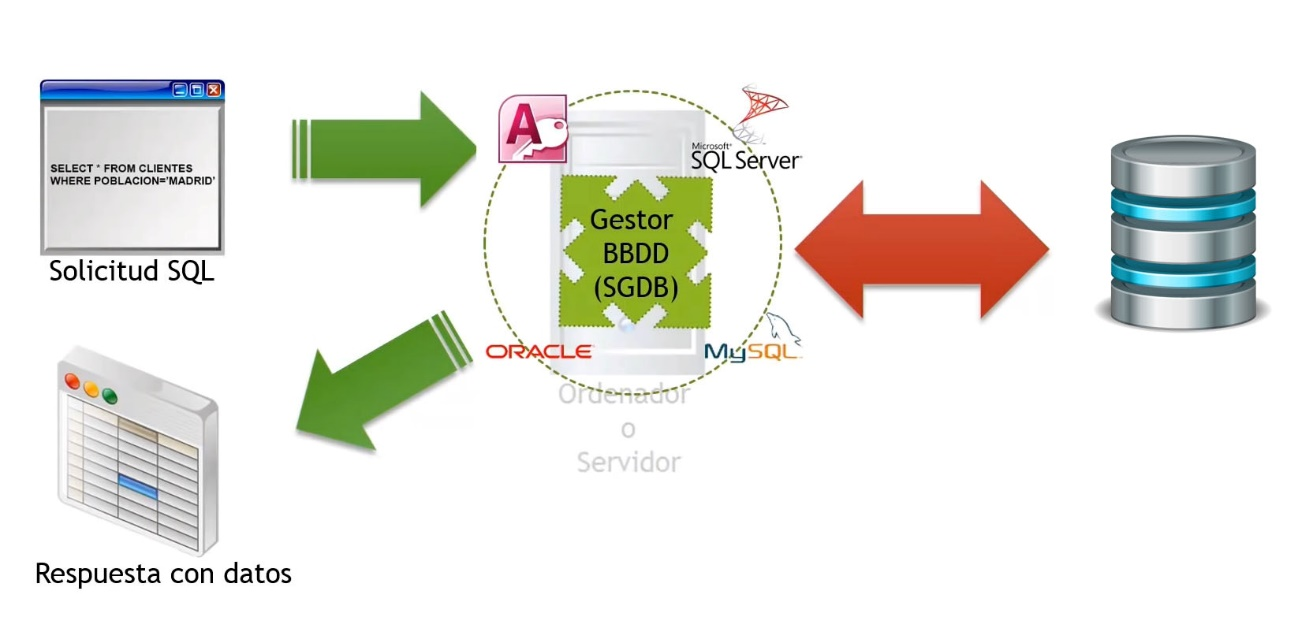 SELECT * FROM CLIENTES
WHERE POBLACION='MADRID'
Solicitud SQL
A
Microsoft®
SQL Server®
Gestor
BBDD
(SGDB)
ORACLE®
MySQL
Ordenador
o
Servidor
Respuesta con datos